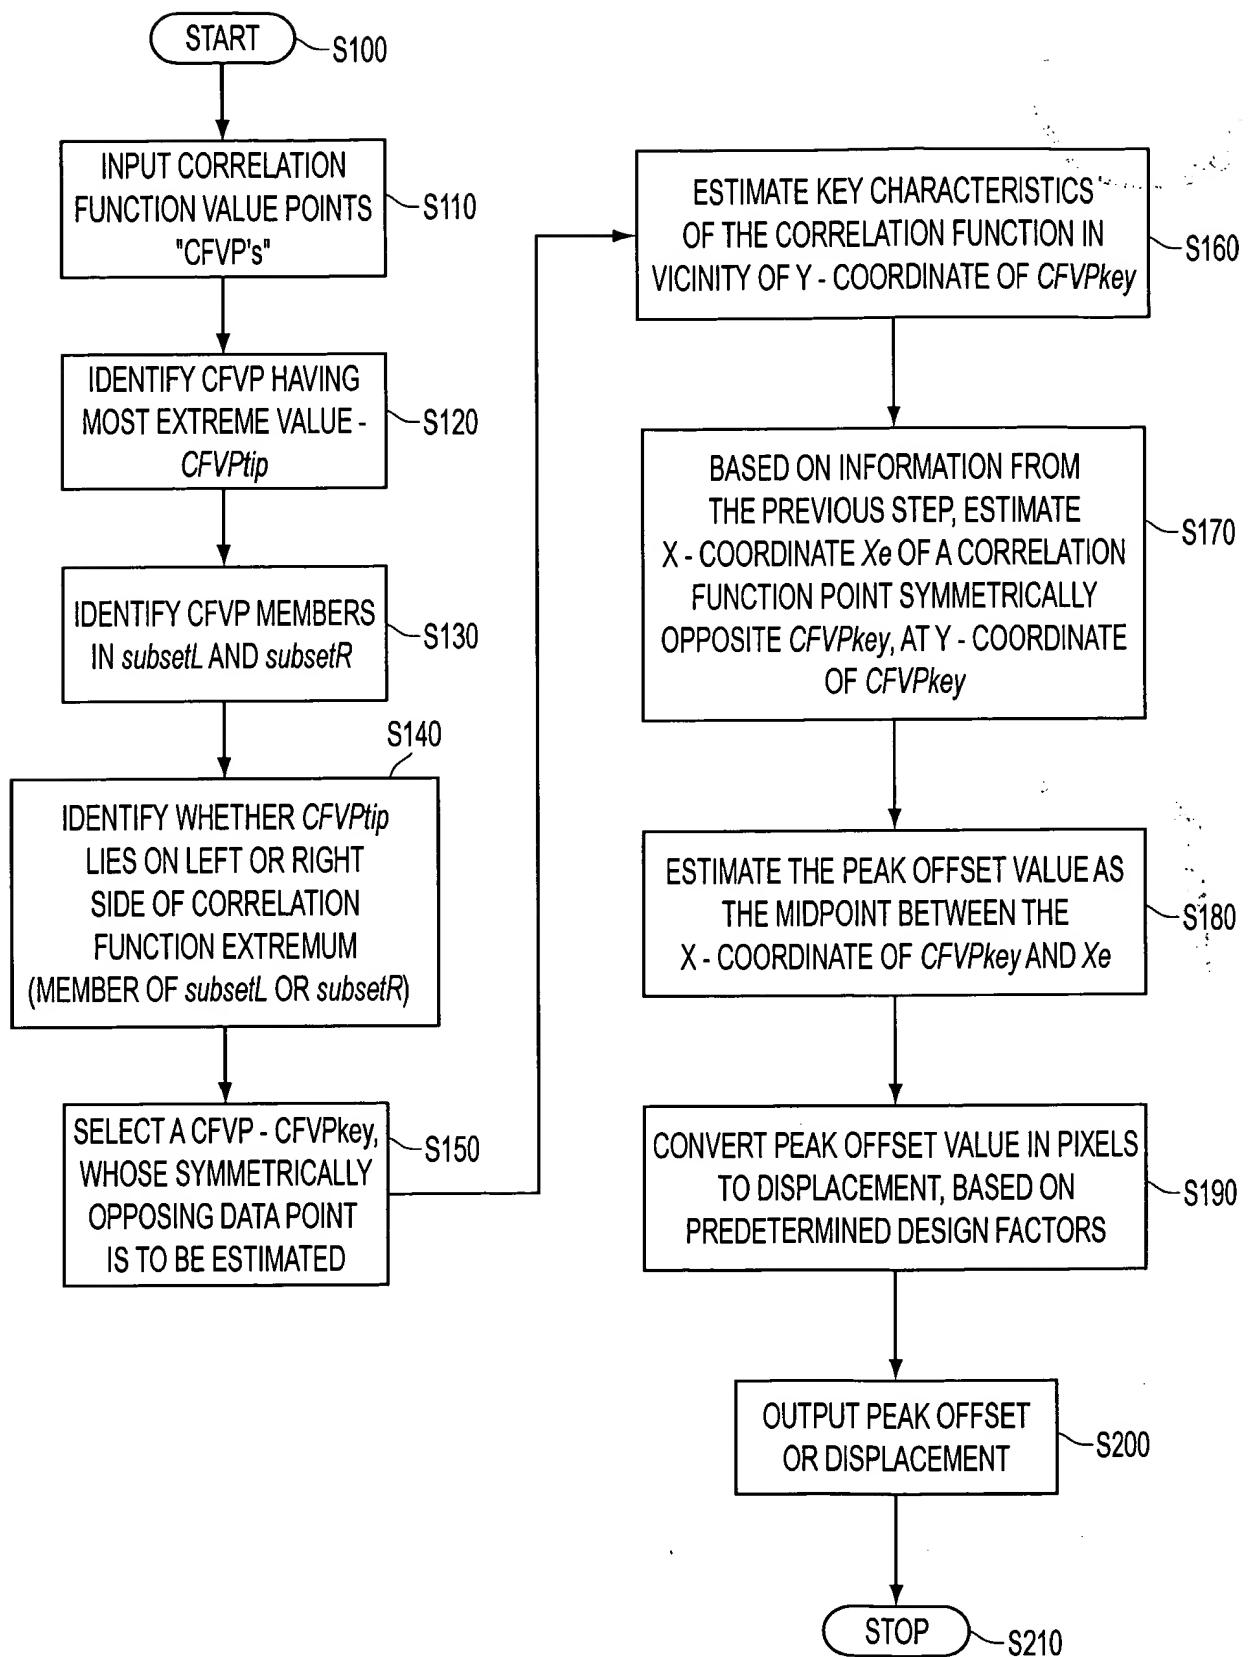 START
S100
INPUT CORRELATION
FUNCTION VALUE POINTS
"CFVP's"
S110
IDENTIFY CFVP HAVING
MOST EXTREME VALUE -
CFVPtip
S120
IDENTIFY CFVP MEMBERS
IN subsetL AND subsetR
S130
S140
IDENTIFY WHETHER CFVPtip
LIES ON LEFT OR RIGHT
SIDE OF CORRELATION
FUNCTION EXTREMUM
(MEMBER OF subsetL OR subsetR)
SELECT A CFVP - CFVPkey,
WHOSE SYMMETRICALLY
OPPOSING DATA POINT
IS TO BE ESTIMATED
S150
ESTIMATE KEY CHARACTERISTICS
OF THE CORRELATION FUNCTION IN
VICINITY OF Y - COORDINATE OF CFVPkey
S160
BASED ON INFORMATION FROM
THE PREVIOUS STEP, ESTIMATE
X - COORDINATE Xe OF A CORRELATION
FUNCTION POINT SYMMETRICALLY
OPPOSITE CFVPkey, AT Y - COORDINATE
OF CFVPkey
S170
ESTIMATE THE PEAK OFFSET VALUE AS
THE MIDPOINT BETWEEN THE
X - COORDINATE OF CFVPkey AND Xe
S180
CONVERT PEAK OFFSET VALUE IN PIXELS
TO DISPLACEMENT, BASED ON
PREDETERMINED DESIGN FACTORS
S190
OUTPUT PEAK OFFSET
OR DISPLACEMENT
S200
STOP
S210